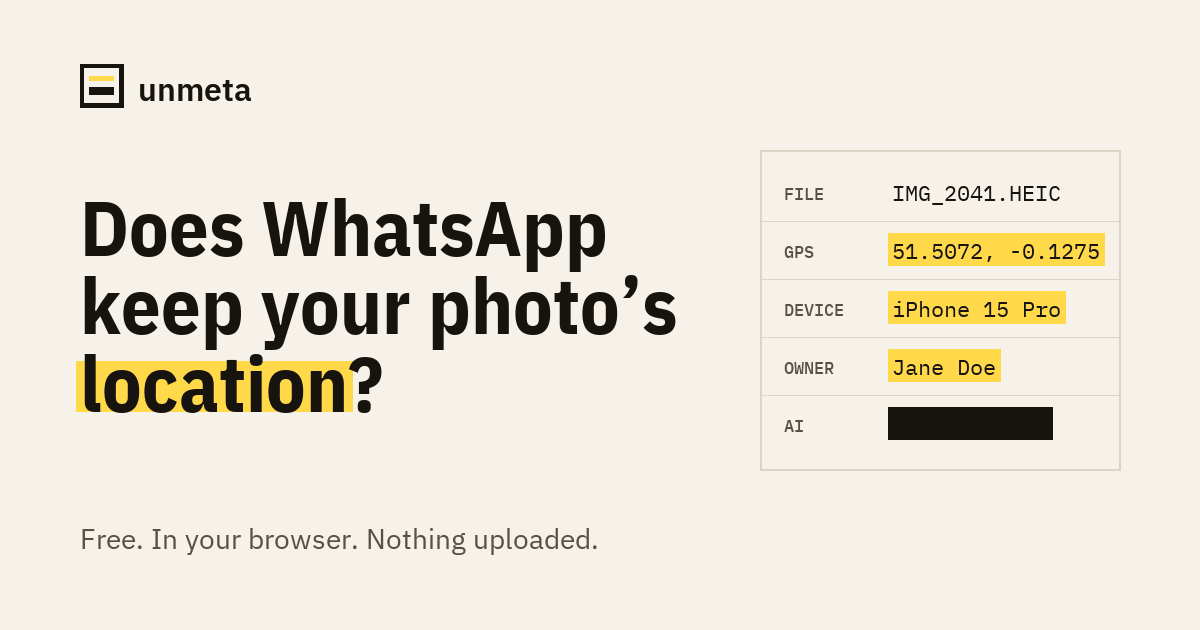 unmeta
Does WhatsApp
keep your photo’s
location?
FILE IMG_2041.HEIC
GPS 51.5072, -0.1275
DEVICE iPhone 15 Pro
OWNER Jane Doe
AI
Free. In your browser. Nothing uploaded.